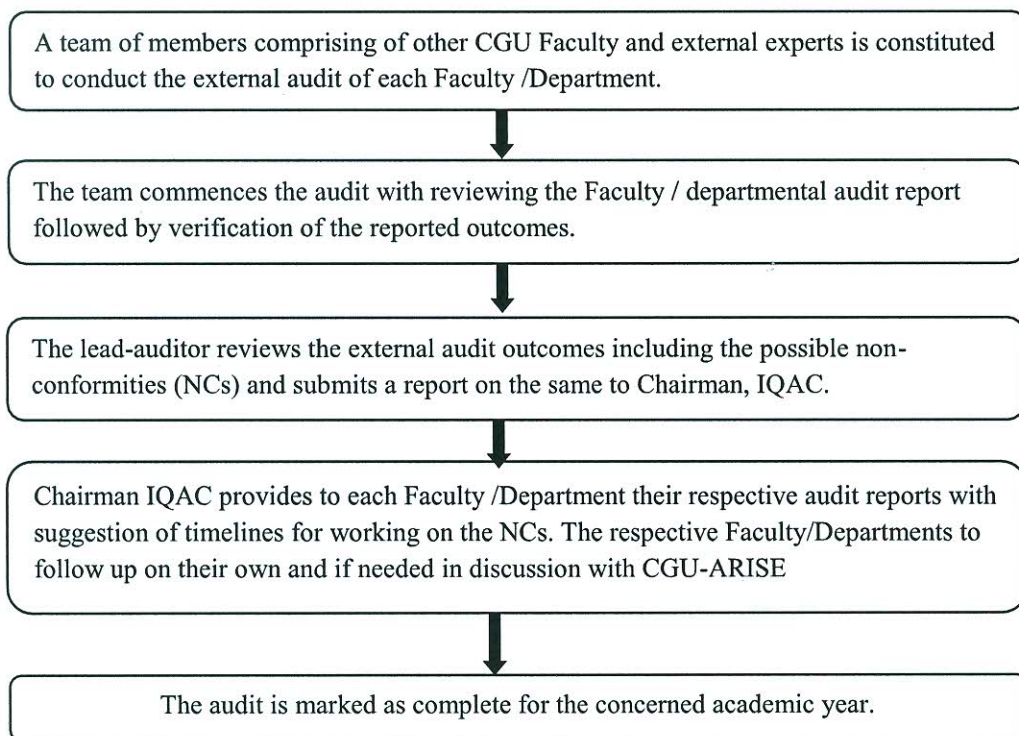 A team of members comprising of other CGU Faculty and external experts is constituted
to conduct the external audit of each Faculty /Department.
The team commences the audit with reviewing the Faculty / departmental audit report
followed by verification of the reported outcomes.
The lead-auditor reviews the external audit outcomes including the possible non-
conformities (NCs) and submits a report on the same to Chairman, IQAC.
Chairman IQAC provides to each Faculty /Department their respective audit reports with
suggestion of timelines for working on the NCs. The respective Faculty/Departments to
follow up on their own and if needed in discussion with CGU-ARISE
The audit is marked as complete for the concerned academic year.